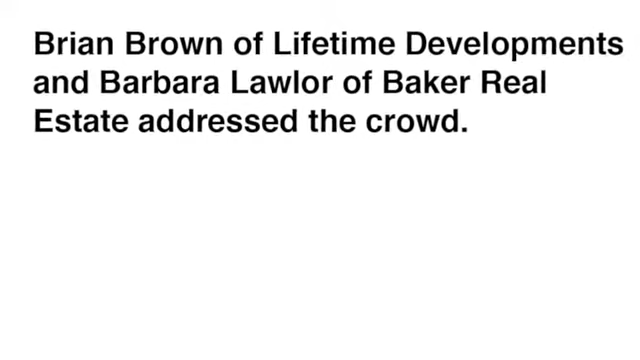 Brian Brown of Lifetime Developments
and Barbara Lawlor of Baker Real
Estate addressed the crowd.